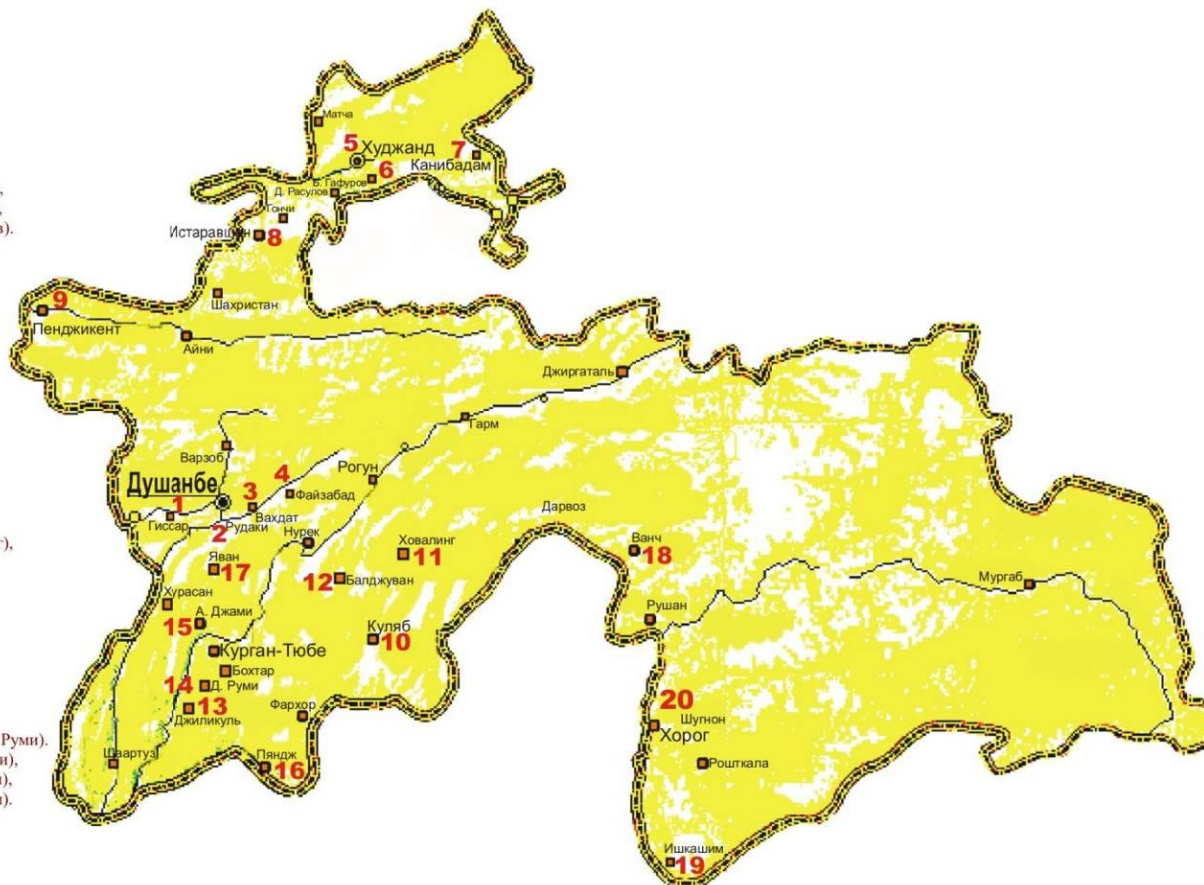 Матча
5 Худжанд
7
Канибадам
6
Б. Гафуров
Д. Расулов
Гончи
Истаравшан
8
Шахристан
9
Пенджикент
Айни
Джиргаталь
Гарм
Варзоб
Рогун
4
Файзабад
Душанбе
3
1
Гиссар
Вахдат
Рудаки
2
Дарвоз
Нурек
Ховалинг
11
Ванч
18
Яван
17
12 Балджуван
Мургаб
Хурасан
15 А. Джами
Рушан
Куляб
10
Курган-Тюбе
Бохтар
14 Д. Руми
20
13
Джиликуль
Фархор
Шугнон
Хорог
Шаартуз
Пяндж
16
Рошткала
Ишкашим
19
,
,
).
),
Руми).
),
),
).